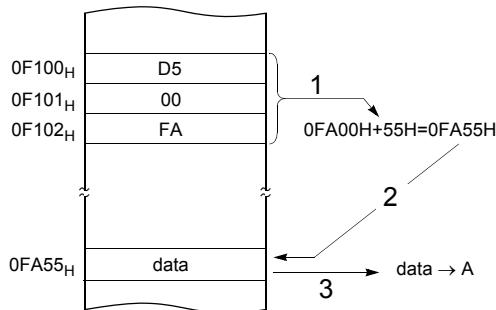 0F100H D5
1
0F101H 00
0F102H FA 0FA00H+55H=0FA55H
2
0FA55H data data → A
3